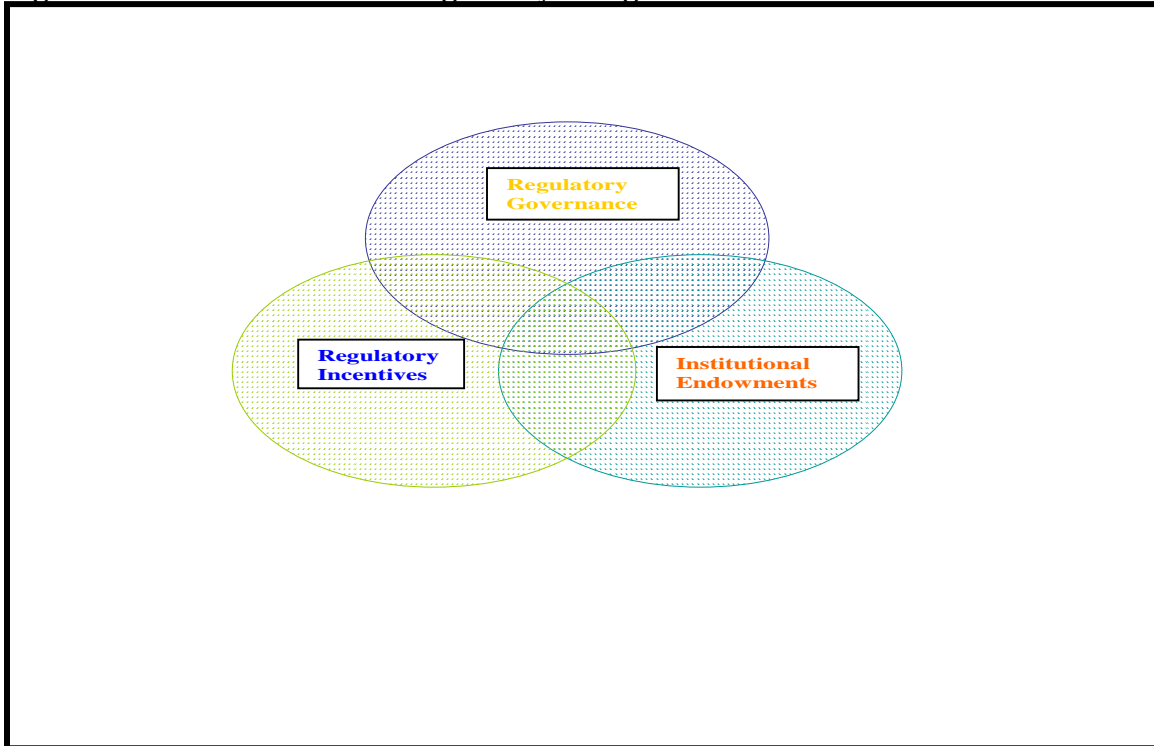 Regulatory
Governance
Regulatory
Incentives
Institutional
Endowments